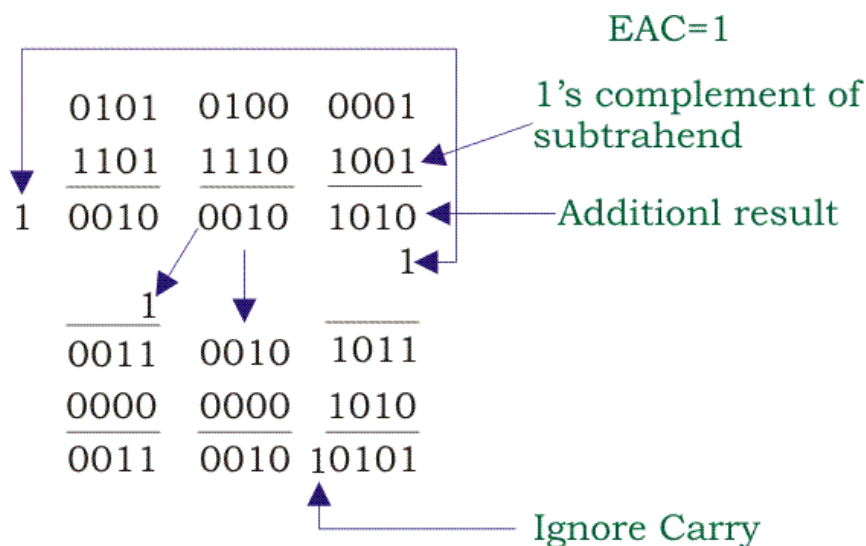 EAC=1
0101 0100 0001
1's complement of
subtrahend
1101 1110 1001
1 0010 0010 1010
Additionl result
1
1
0011 0010 1011
0000 0000 1010
0011 0010 10101
Ignore Carry